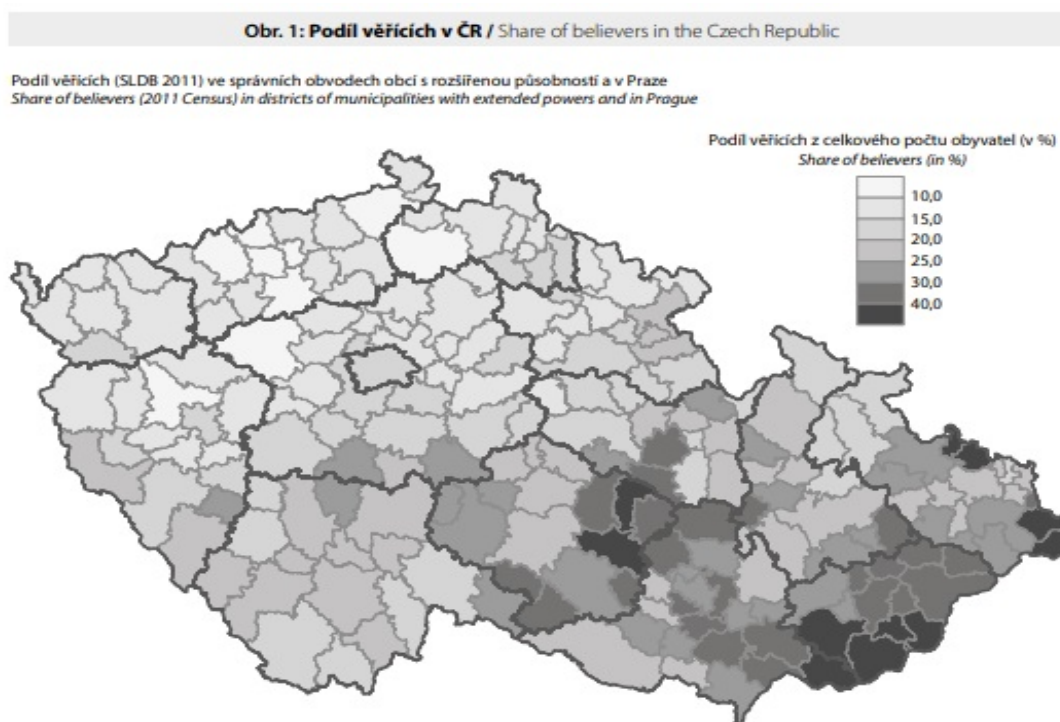 Obr. 1: Podíl věřících v ČR / Share of believers in the Czech Republic
Podíl věřících (SLDB 2011) ve správních obvodech obcí s rozšířenou působností a v Praze
Share of believers (2011 Census) in districts of municipalities with extended powers and in Prague
Podíl věřících z celkového počtu obyvatel (v %)
Share of believers (in %)
10,0
15,0
20,0
25,0
30,0
40,0